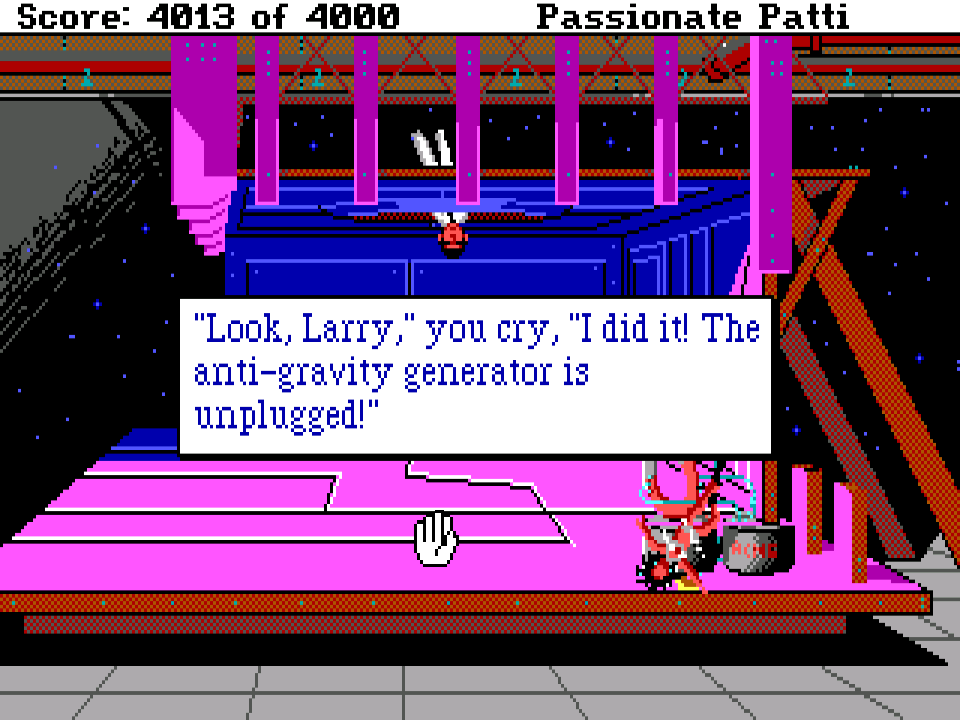 Score: 4013 of 4000 Passionate Patti
"Look, Larry," you cry, "I did it! The
anti-gravity generator is
unplugged!"
ACME